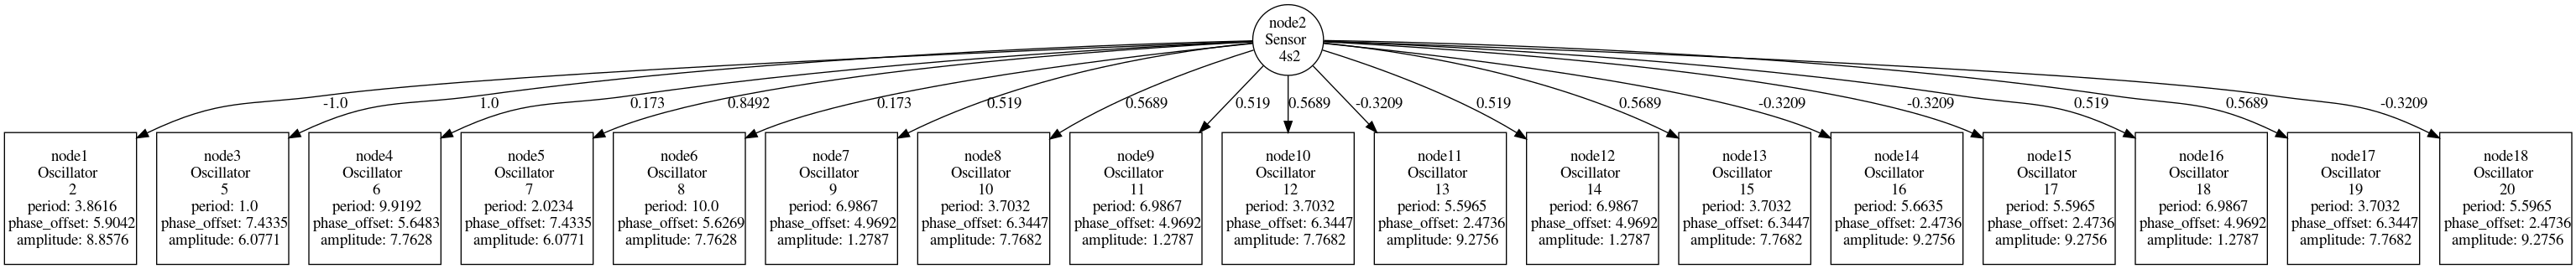 node2
Sensor
4s2
-1.0
1.0
0.173
0.8492
0.173
0.519
0.5689
0.519
0.5689
-0.3209
0.519
0.5689
-0.3209
-0.3209
0.519
0.5689
-0.3209
node1
Oscillator
2
period: 3.8616
phase_offset: 5.9042
amplitude: 8.8576
node3
Oscillator
5
period: 1.0
phase_offset: 7.4335
amplitude: 6.0771
node4
Oscillator
6
period: 9.9192
phase_offset: 5.6483
amplitude: 7.7628
node5
Oscillator
7
period: 2.0234
phase_offset: 7.4335
amplitude: 6.0771
node6
Oscillator
8
period: 10.0
phase_offset: 5.6269
amplitude: 7.7628
node7
Oscillator
9
period: 6.9867
phase_offset: 4.9692
amplitude: 1.2787
node8
Oscillator
10
period: 3.7032
phase_offset: 6.3447
amplitude: 7.7682
node9
Oscillator
11
period: 6.9867
phase_offset: 4.9692
amplitude: 1.2787
node10
Oscillator
12
period: 3.7032
phase_offset: 6.3447
amplitude: 7.7682
node11
Oscillator
13
period: 5.5965
phase_offset: 2.4736
amplitude: 9.2756
node12
Oscillator
14
period: 6.9867
phase_offset: 4.9692
amplitude: 1.2787
node13
Oscillator
15
period: 3.7032
phase_offset: 6.3447
amplitude: 7.7682
node14
Oscillator
16
period: 5.6635
phase_offset: 2.4736
amplitude: 9.2756
node15
Oscillator
17
period: 5.5965
phase_offset: 2.4736
amplitude: 9.2756
node16
Oscillator
18
period: 6.9867
phase_offset: 4.9692
amplitude: 1.2787
node17
Oscillator
19
period: 3.7032
phase_offset: 6.3447
amplitude: 7.7682
node18
Oscillator
20
period: 5.5965
phase_offset: 2.4736
amplitude: 9.2756